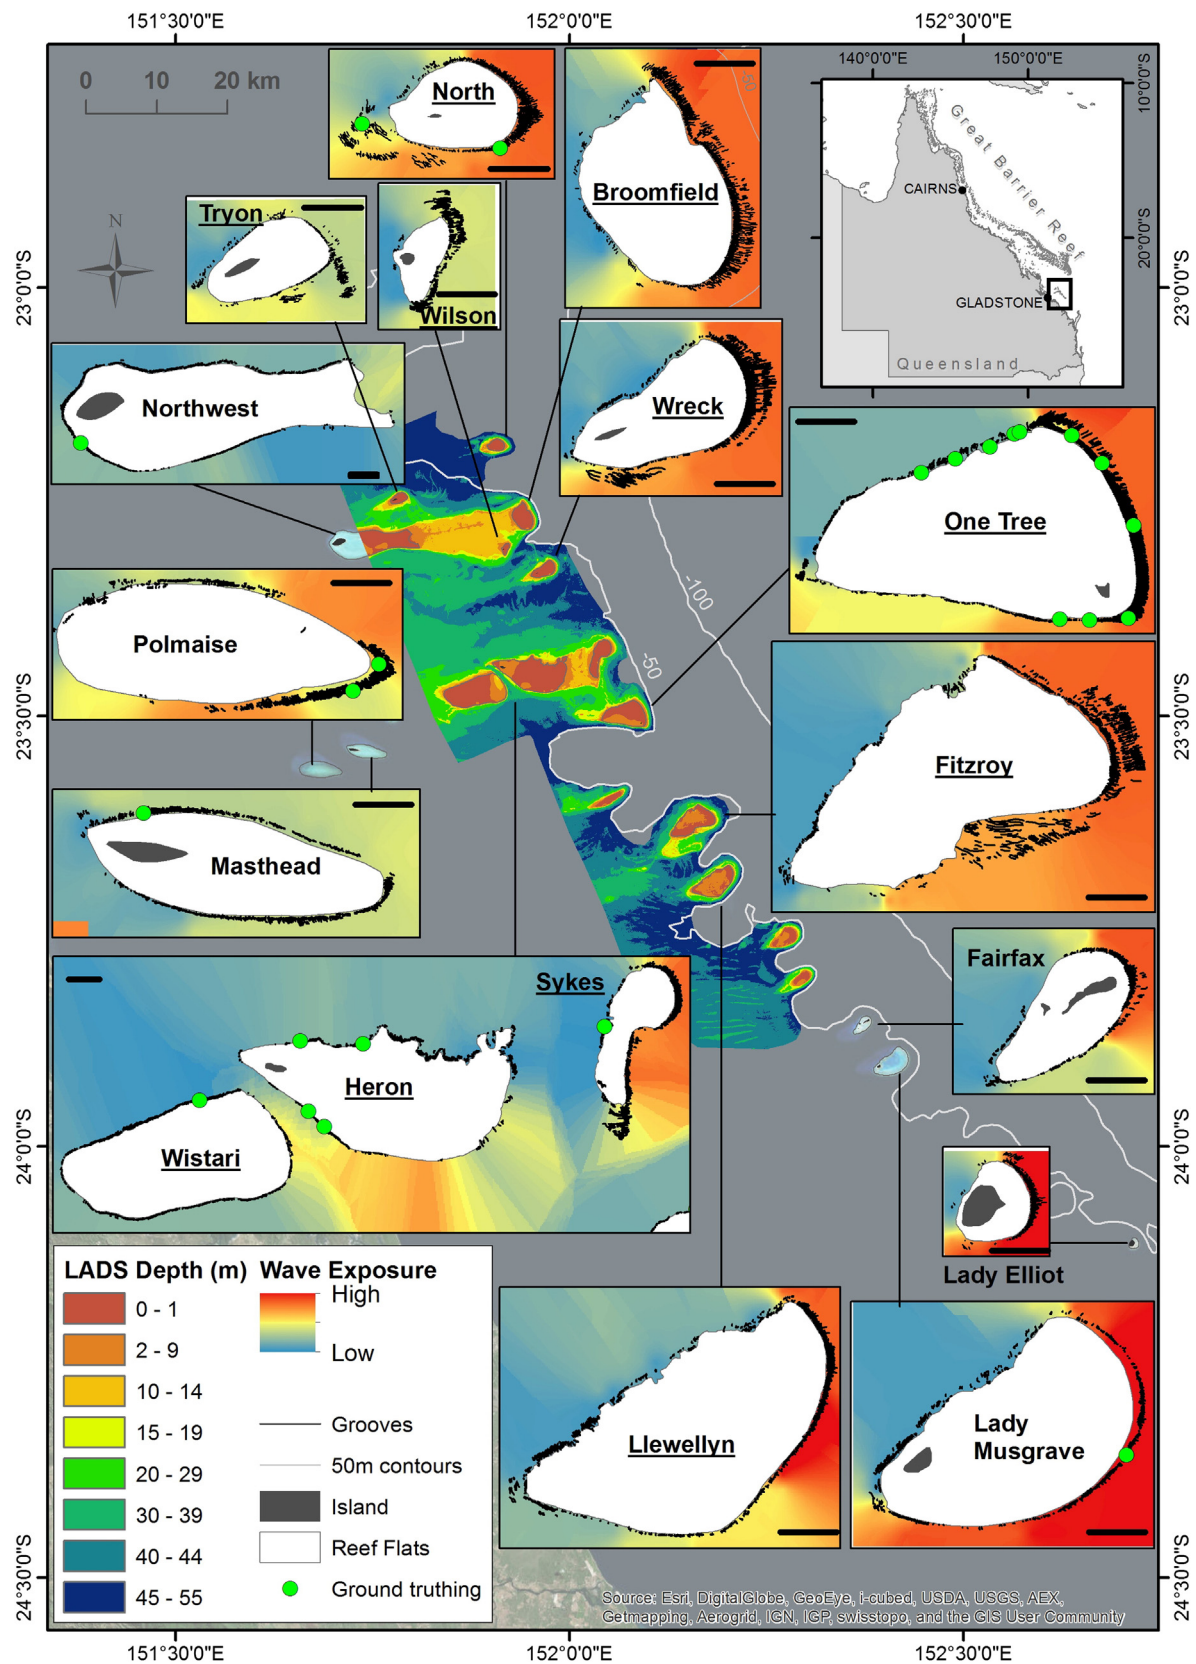 151°30'0"E
152°0'0"E
152°30'0"E
0 10 20 km
North
-50
Broomfield
140°0'0"E
150°0'0"E
10°0'0"S
20°0'0"S
Great Barrier Reef
CAIRNS
GLADSTONE
Queensland
N
Tryon
Wilson
23°0'0"S
23°0'0"S
Northwest
Wreck
One Tree
-100
-50
Polmaise
23°30'0"S
23°30'0"S
Fitzroy
Masthead
Fairfax
Sykes
Heron
Wistari
24°0'0"S
24°0'0"S
Lady Elliot
LADS Depth (m)
0 - 1
2 - 9
10 - 14
15 - 19
20 - 29
30 - 39
40 - 44
45 - 55
Wave Exposure
High
Low
Grooves
50m contours
Island
Reef Flats
Ground truthing
Llewellyn
Lady
Musgrave
24°30'0"S
24°30'0"S
Source: Esri, DigitalGlobe, GeoEye, i-cubed, USDA, USGS, AEX,
Getmapping, Aerogrid, IGN, IGP, swisstopo, and the GIS User Community
151°30'0"E
152°0'0"E
152°30'0"E